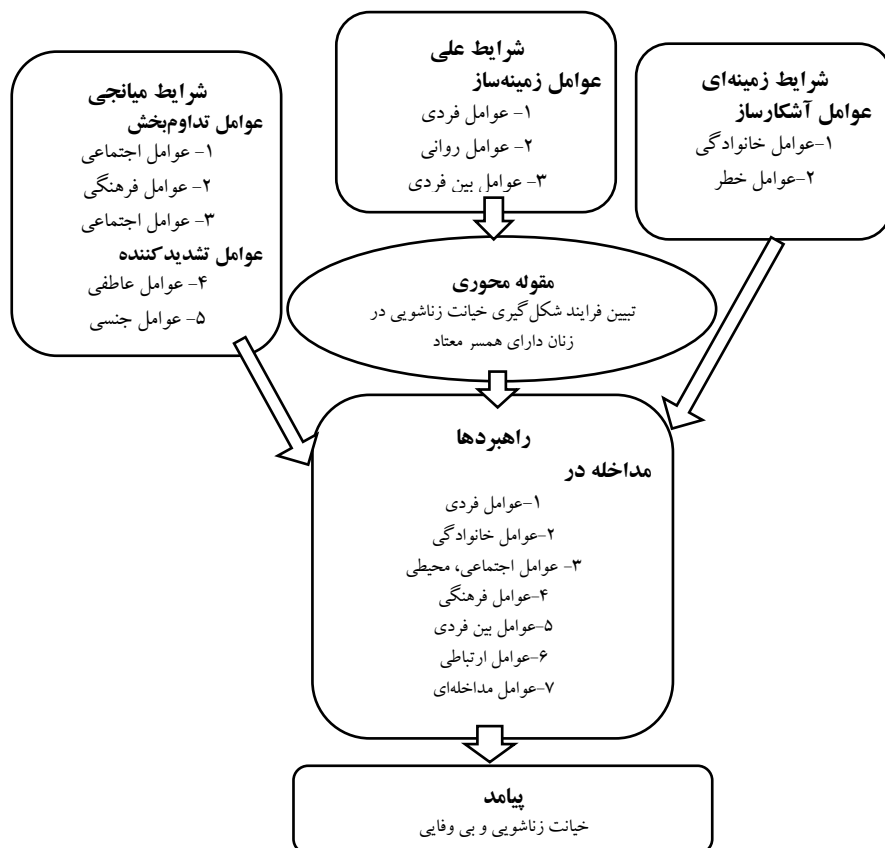 شرایط زمینه‌ای
عوامل آشکارساز
۱-عوامل خانوادگی
۲-عوامل خطر
شرایط علی
عوامل زمینه‌ساز
۱- عوامل فردی
۲- عوامل روانی
۳- عوامل بین فردی
شرایط میانجی
عوامل تداوم‌بخش
۱- عوامل اجتماعی
۲- عوامل فرهنگی
۳- عوامل اجتماعی
عوامل تشدیدکننده
۴- عوامل عاطفی
۵- عوامل جنسی
مقوله محوری
تبیین فرایند شکل‌گیری خیانت زناشویی در
زنان دارای همسر معتاد
راهبردها
مداخله در
۱-عوامل فردی
۲-عوامل خانوادگی
۳- عوامل اجتماعی، محیطی
۴-عوامل فرهنگی
۵-عوامل بین فردی
۶-عوامل ارتباطی
۷-عوامل مداخله‌ای
پیامد
خیانت زناشویی و بی وفایی